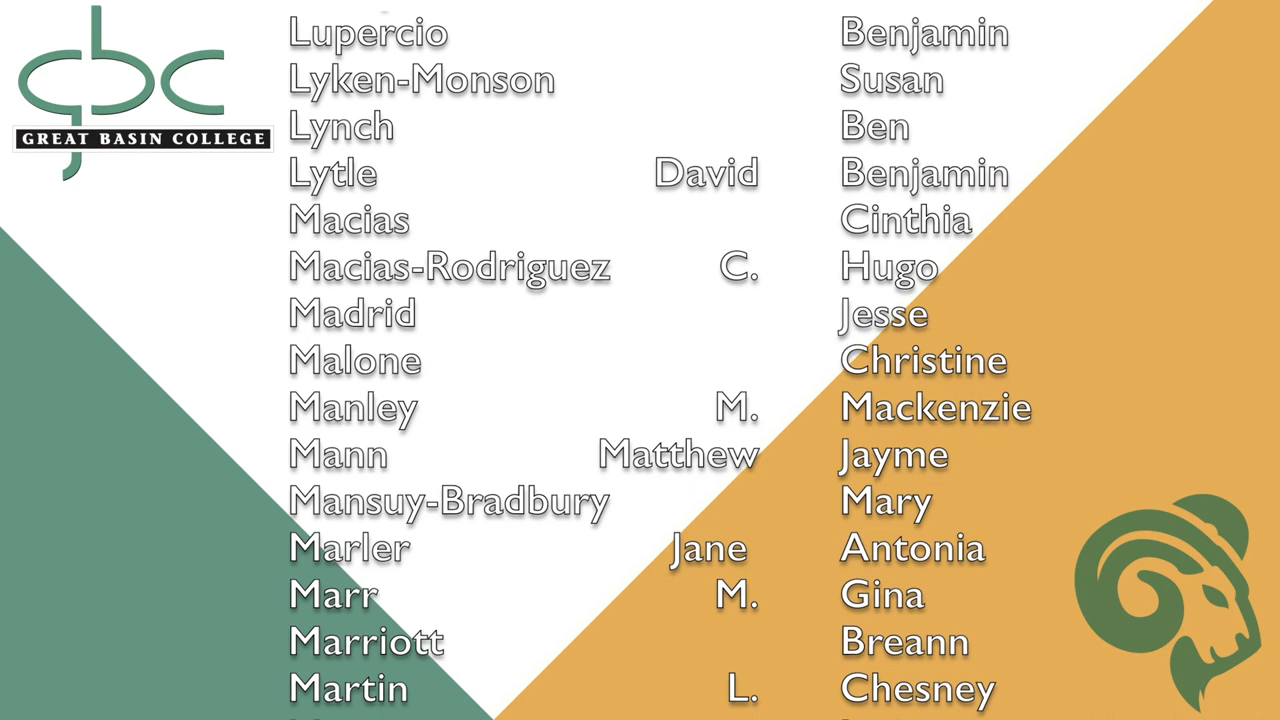 gbc
GREAT BASIN COLLEGE
Lupercio Benjamin
Lyken-Monson Susan
Lynch Ben
Lytle David Benjamin
Macias Cinthia
Macias-Rodriguez C. Hugo
Madrid Jesse
Malone Christine
Manley M. Mackenzie
Mann Matthew Jayme
Mansuy-Bradbury Mary
Marler Jane Antonia
Marr M. Gina
Marriott Breann
Martin L. Chesney